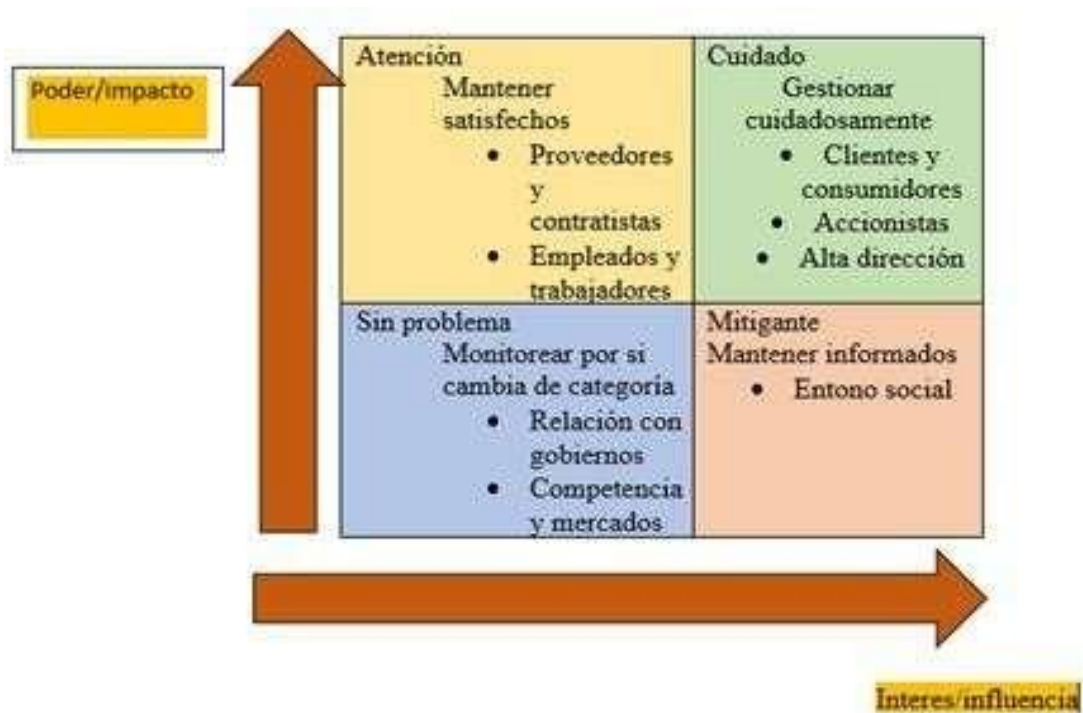 Poder/impacto
Atención
Mantener
satisfechos
• Proveedores
y
contratistas
• Empleados y
trabajadores
Cuidado
Gestionar
cuidadosamente
• Clientes y
consumidores
• Accionistas
• Alta dirección
Sin problema
Monitorear por si
cambia de categoría
• Relación con
gobiernos
• Competencia
y mercados
Mitigante
Mantener informados
• Entono social
Interes/influencia